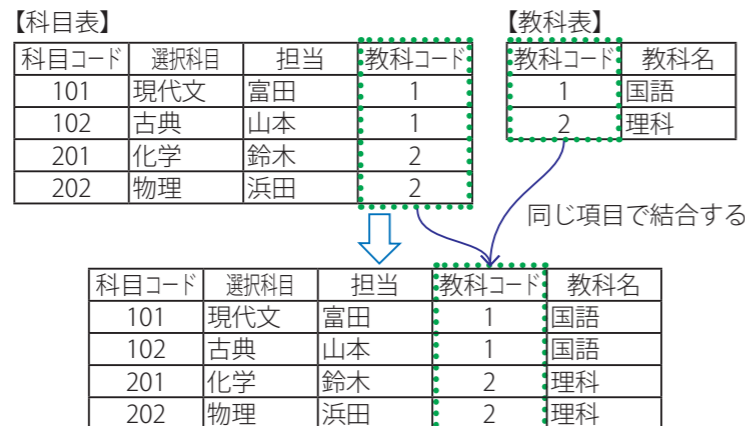 【科目表】
科目コード 選択科目 担当 教科コード
101 現代文 富田 1
102 古典 山本 1
201 化学 鈴木 2
202 物理 浜田 2
【教科表】
教科コード 教科名
1 国語
2 理科
同じ項目で結合する
科目コード 選択科目 担当 教科コード 教科名
101 現代文 富田 1 国語
102 古典 山本 1 国語
201 化学 鈴木 2 理科
202 物理 浜田 2 理科